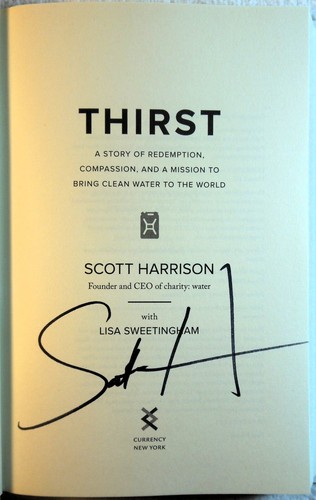 THIRST
A STORY OF REDEMPTION,
COMPASSION, AND A MISSION TO
BRING CLEAN WATER TO THE WORLD
SCOTT HARRISON
Founder and CEO of charity: water
with
LISA SWEETINGHAM
CURRENCY
NEW YORK